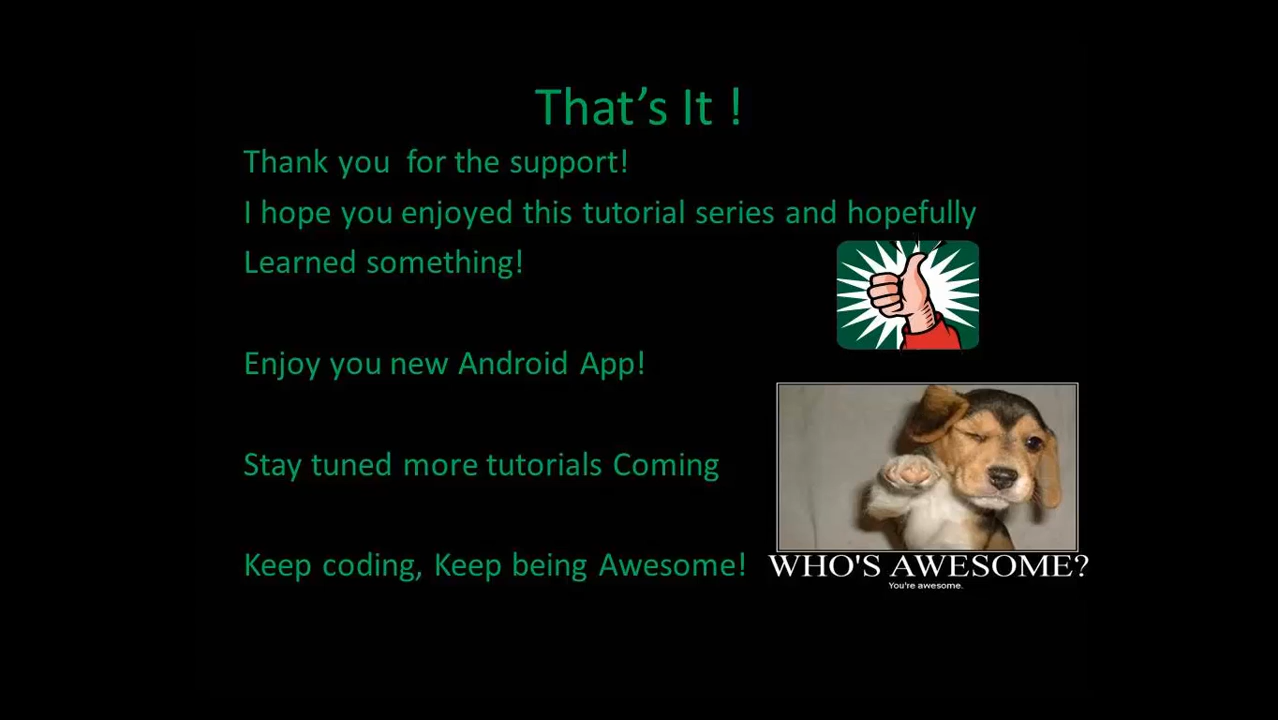 That’s It !
Thank you  for the support!
I hope you enjoyed this tutorial series and hopefully
Learned something!
Enjoy you new Android App!
Stay tuned more tutorials Coming
Keep coding, Keep being Awesome!
WHO'S AWESOME?
You're awesome.